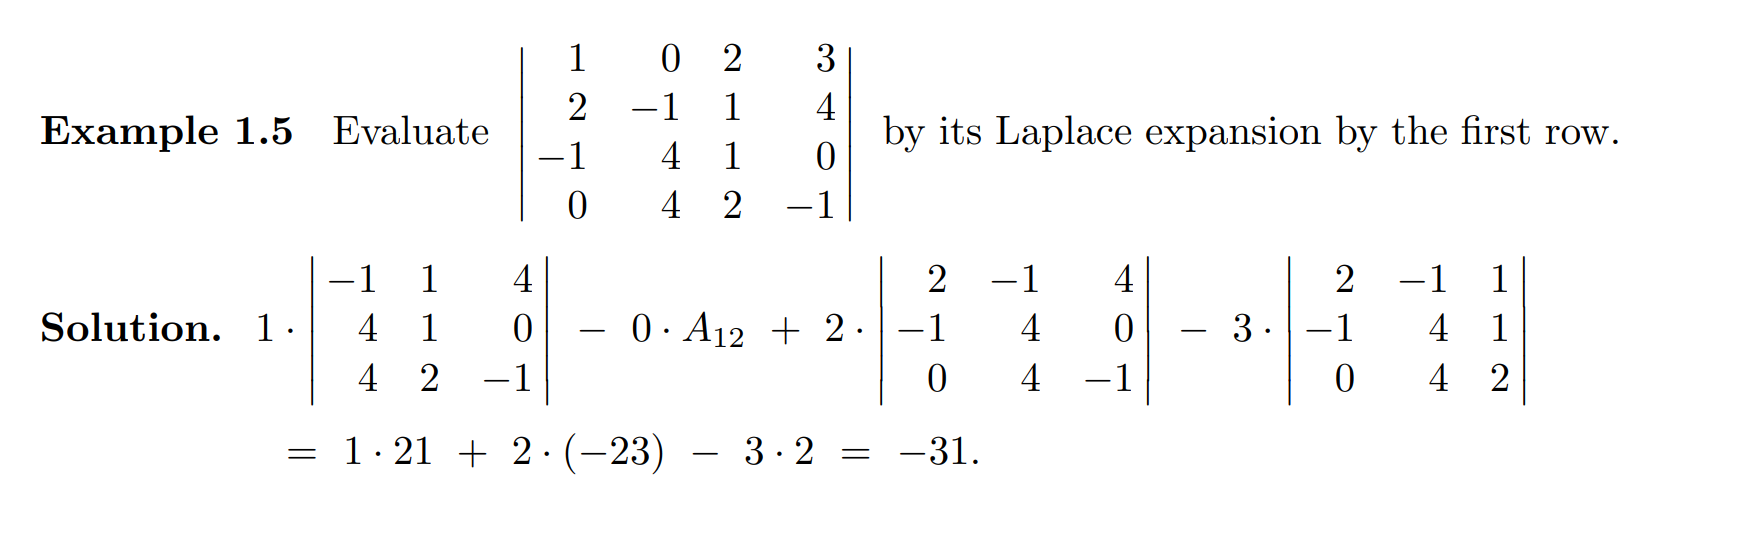 1 0 2 3
2 −1 1 4
Example 1.5 Evaluate by its Laplace expansion by the first row.
−1 4 1 0
0 4 2 −1
−1 1 4 2 −1 4 2 −1 1
Solution. 1 · 4 1 0 − 0 · A₁₂ + 2 · −1 4 0 − 3 · −1 4 1
4 2 −1 0 4 −1 0 4 2
= 1 · 21 + 2 · (−23) − 3 · 2 = −31.